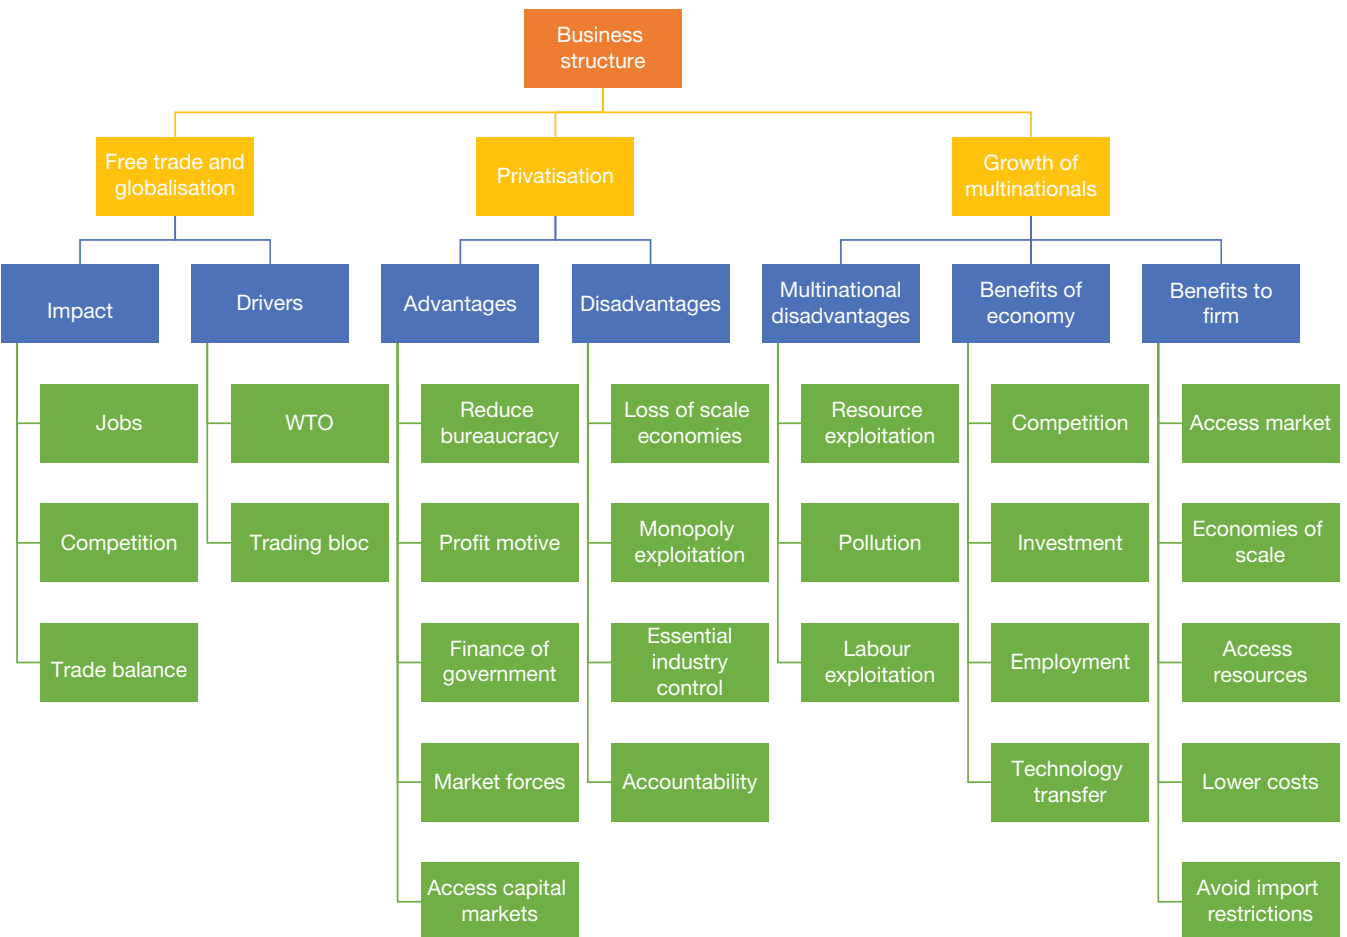 Business
structure
Free trade and
globalisation
Privatisation
Growth of
multinationals
Impact
Drivers
Advantages
Disadvantages
Multinational
disadvantages
Benefits of
economy
Benefits to
firm
Jobs
WTO
Reduce
bureaucracy
Loss of scale
economies
Resource
exploitation
Competition
Access market
Competition
Trading bloc
Profit motive
Monopoly
exploitation
Pollution
Investment
Economies of
scale
Trade balance
Finance of
government
Essential
industry
control
Labour
exploitation
Employment
Access
resources
Market forces
Accountability
Technology
transfer
Lower costs
Access capital
markets
Avoid import
restrictions